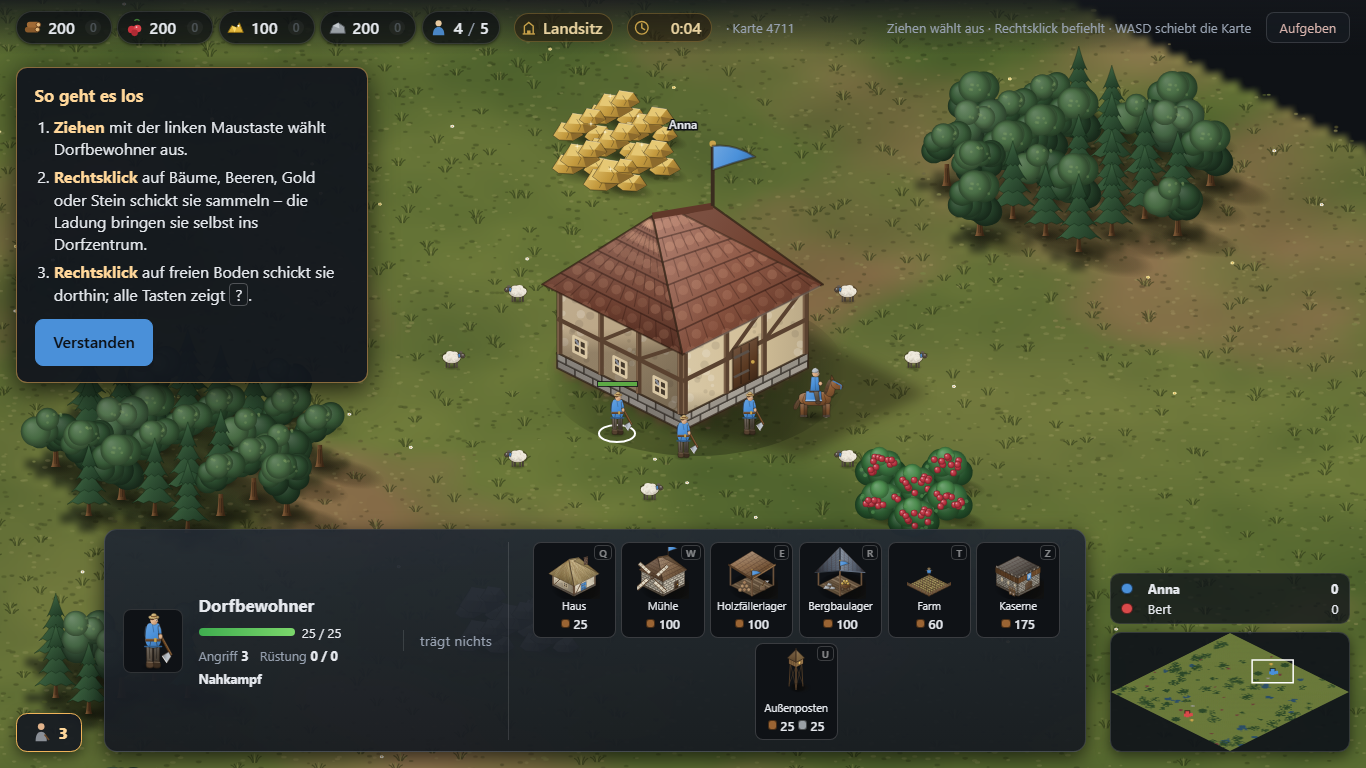 200 0 200 0 100 0 200 0 4 / 5 Landsitz 0:04 · Karte 4711 Ziehen wählt aus · Rechtsklick befiehlt · WASD schiebt die Karte Aufgeben
So geht es los
1. Ziehen mit der linken Maustaste wählt
Dorfbewohner aus.
2. Rechtsklick auf Bäume, Beeren, Gold
oder Stein schickt sie sammeln – die
Ladung bringen sie selbst ins
Dorfzentrum.
3. Rechtsklick auf freien Boden schickt sie
dorthin; alle Tasten zeigt ?.
Verstanden
Anna
Dorfbewohner
25 / 25
Angriff 3 Rüstung 0 / 0
Nahkampf
trägt nichts
Q W E R T Z
Haus Mühle Holzfällerlager Bergbaulager Farm Kaserne
25 100 100 100 60 175
U
Außenposten
25 25
Anna 0
Bert 0
3